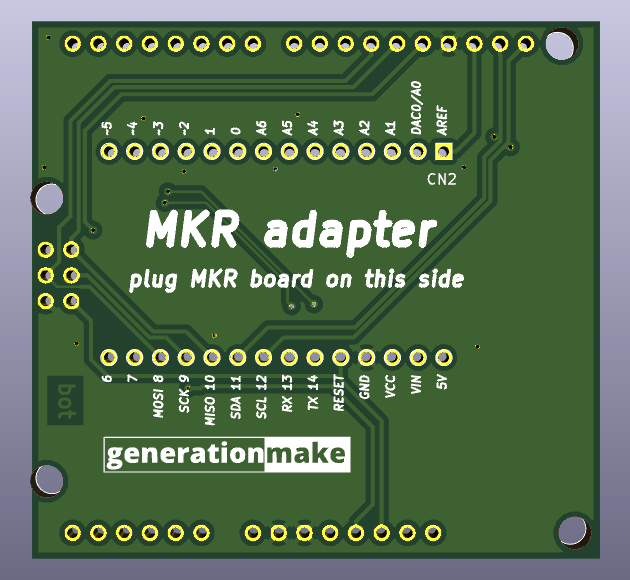 ~5 ~4 ~3 ~2 1 0 A6 A5 A4 A3 A2 A1 DAC0/A0 AREF
CN2
MKR adapter
plug MKR board on this side
6 7 MOSI 8 SCK 9 MISO 10 SDA 11 SCL 12 RX 13 TX 14 RESET GND VCC VIN 5V
bot
generationmake